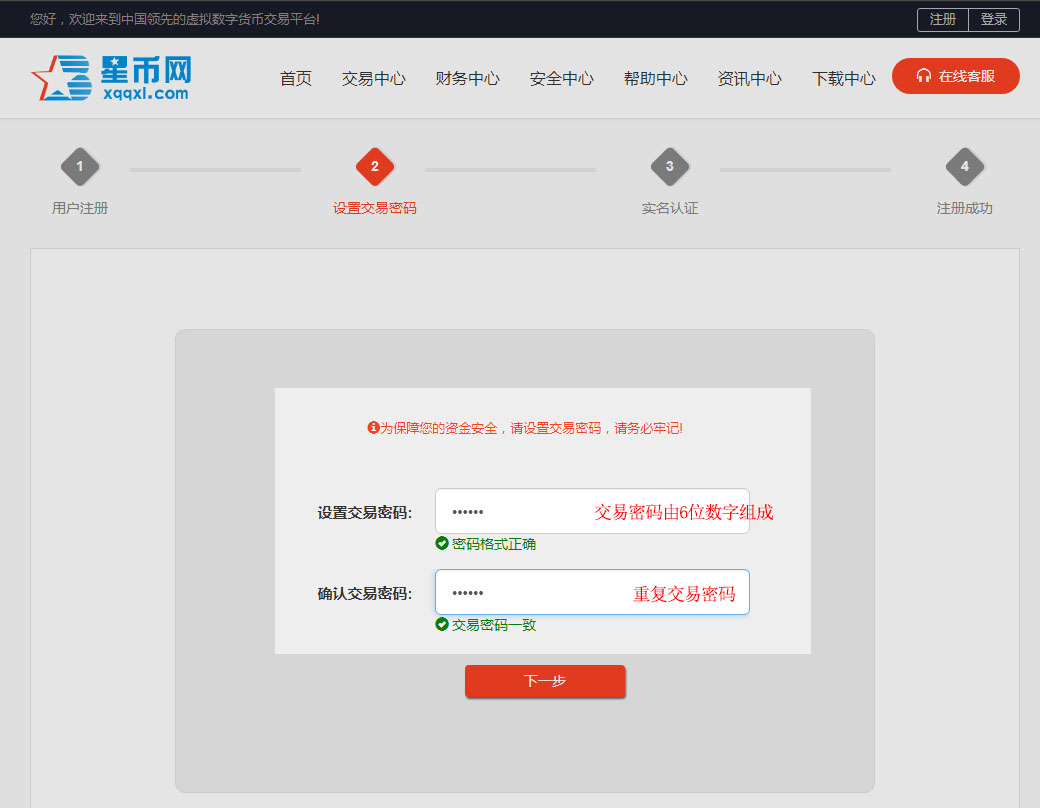 您好，欢迎来到中国领先的虚拟数字货币交易平台!
注册 登录
星币网
xqqxl.com
首页 交易中心 财务中心 安全中心 帮助中心 资讯中心 下载中心 在线客服
1 2 3 4
用户注册 设置交易密码 实名认证 注册成功
为保障您的资金安全，请设置交易密码，请务必牢记!
设置交易密码: •••••• 交易密码由6位数字组成
密码格式正确
确认交易密码: •••••• 重复交易密码
交易密码一致
下一步